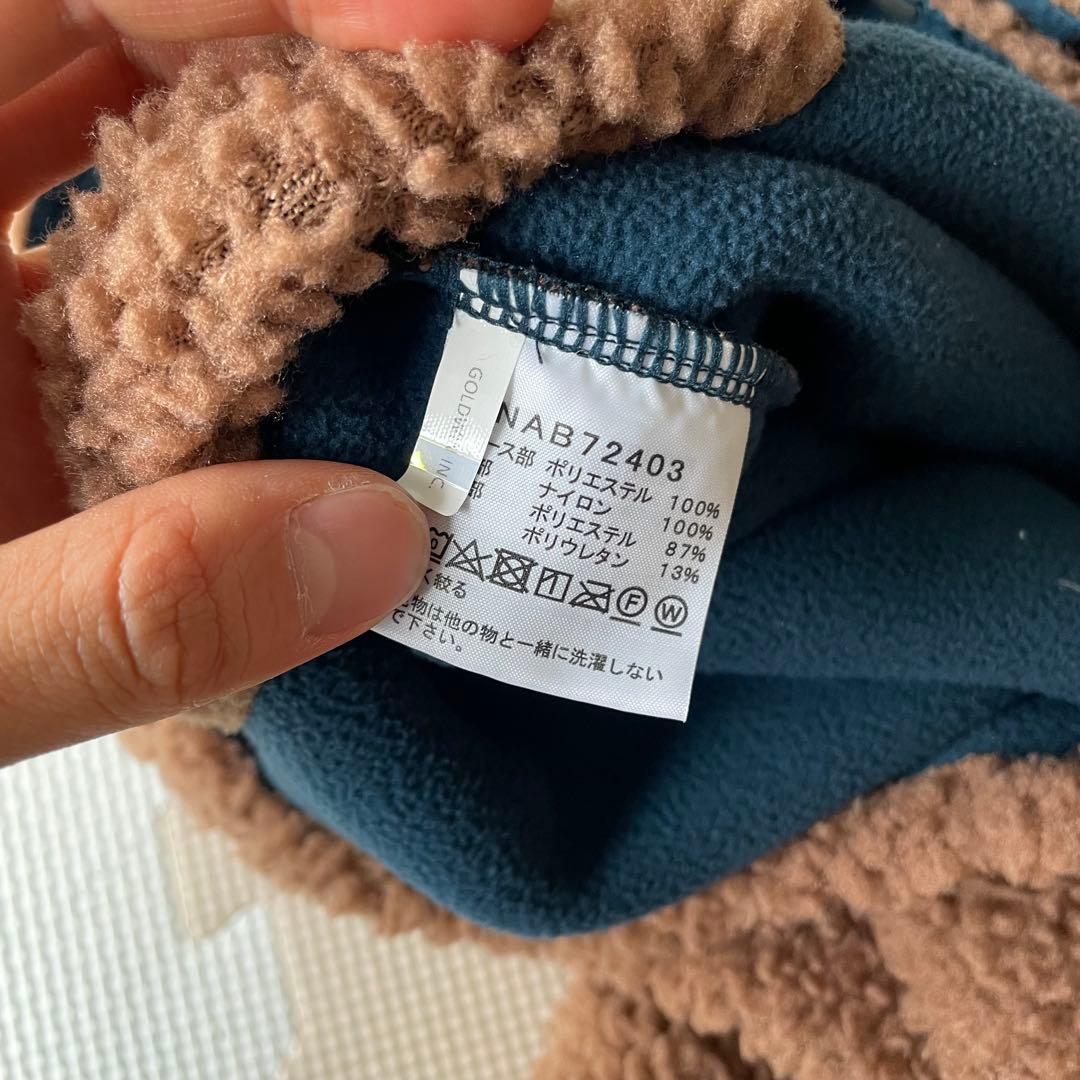 GOLDWIN INC.
NAB72403
ース部 ポリエステル 100%
部 ナイロン 100%
部 ポリエステル 87%
ポリウレタン 13%
F W
く絞る
物は他の物と一緒に洗濯しない
で下さい。